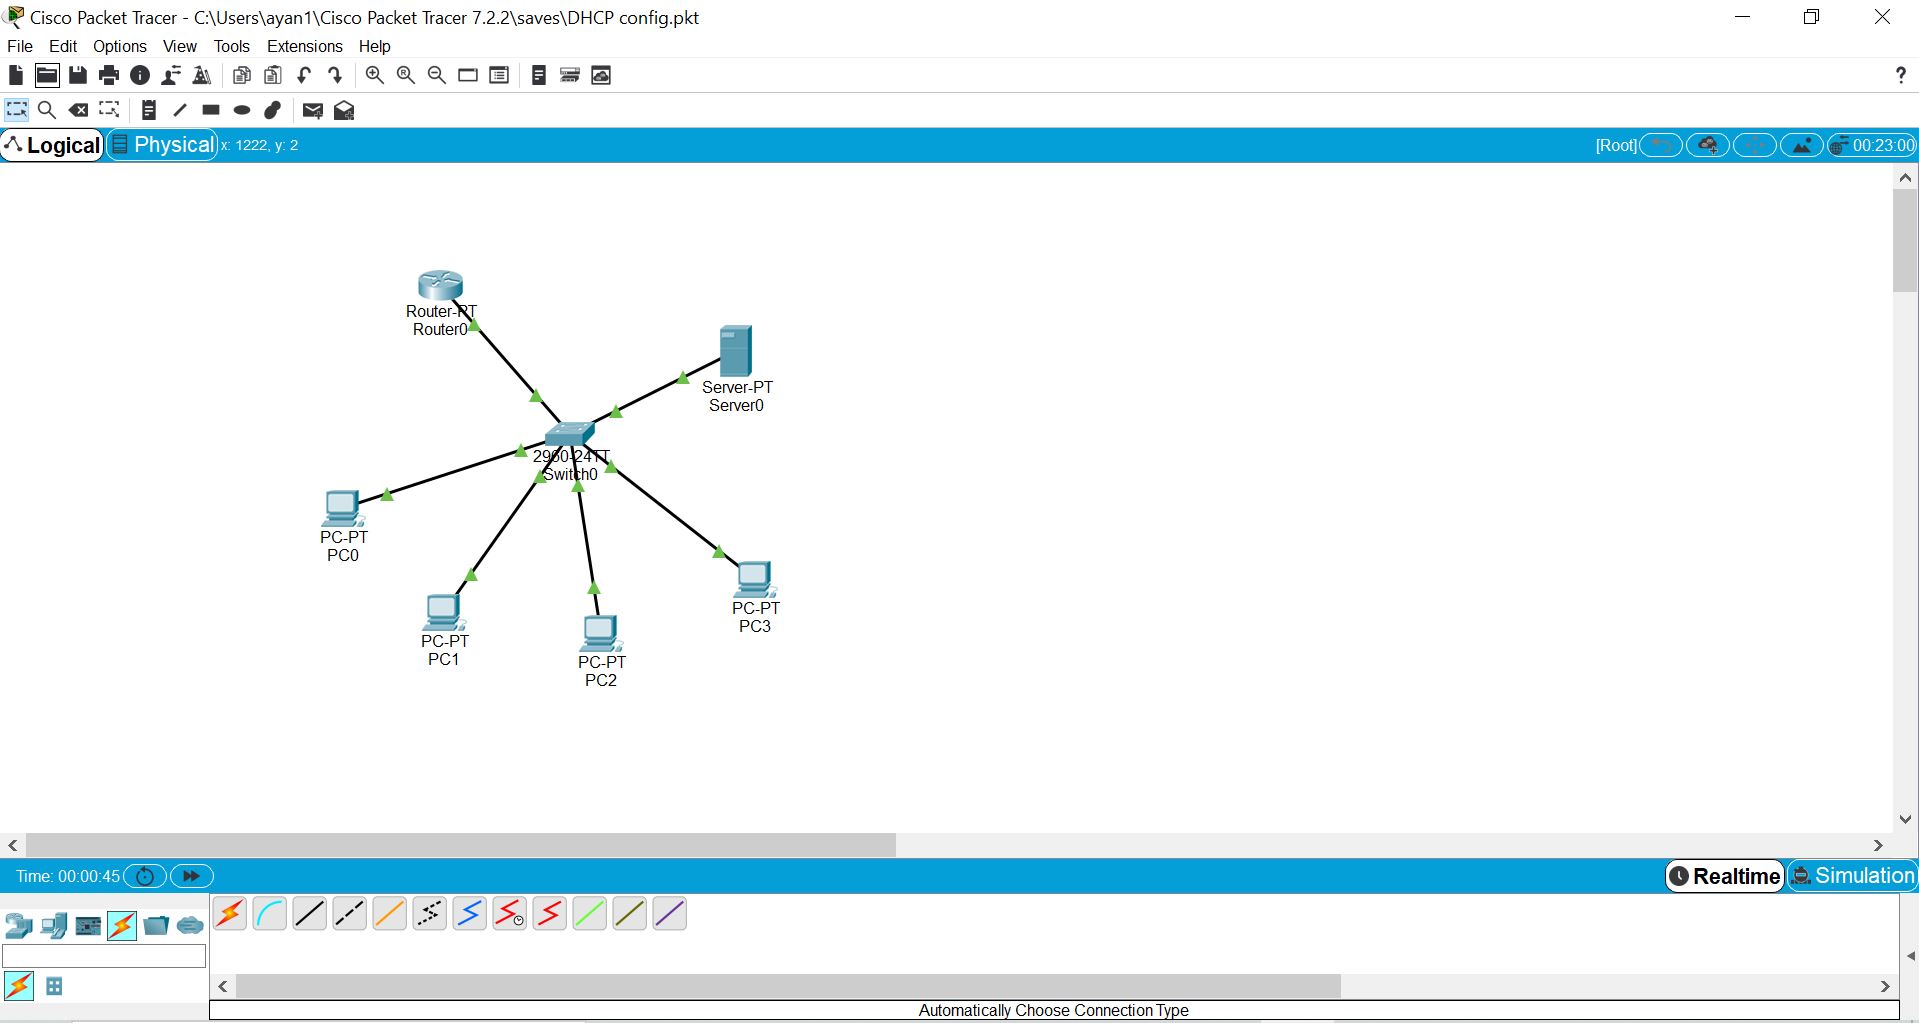 Cisco Packet Tracer - C:\Users\ayan1\Cisco Packet Tracer 7.2.2\saves\DHCP config.pkt
File Edit Options View Tools Extensions Help
?
Logical Physical x: 1222, y: 2 [Root] 00:23:00
Router-PT
Router0
Server-PT
Server0
2960-24TT
Switch0
PC-PT
PC0
PC-PT
PC3
PC-PT
PC1
PC-PT
PC2
Time: 00:00:45 Realtime Simulation
Automatically Choose Connection Type